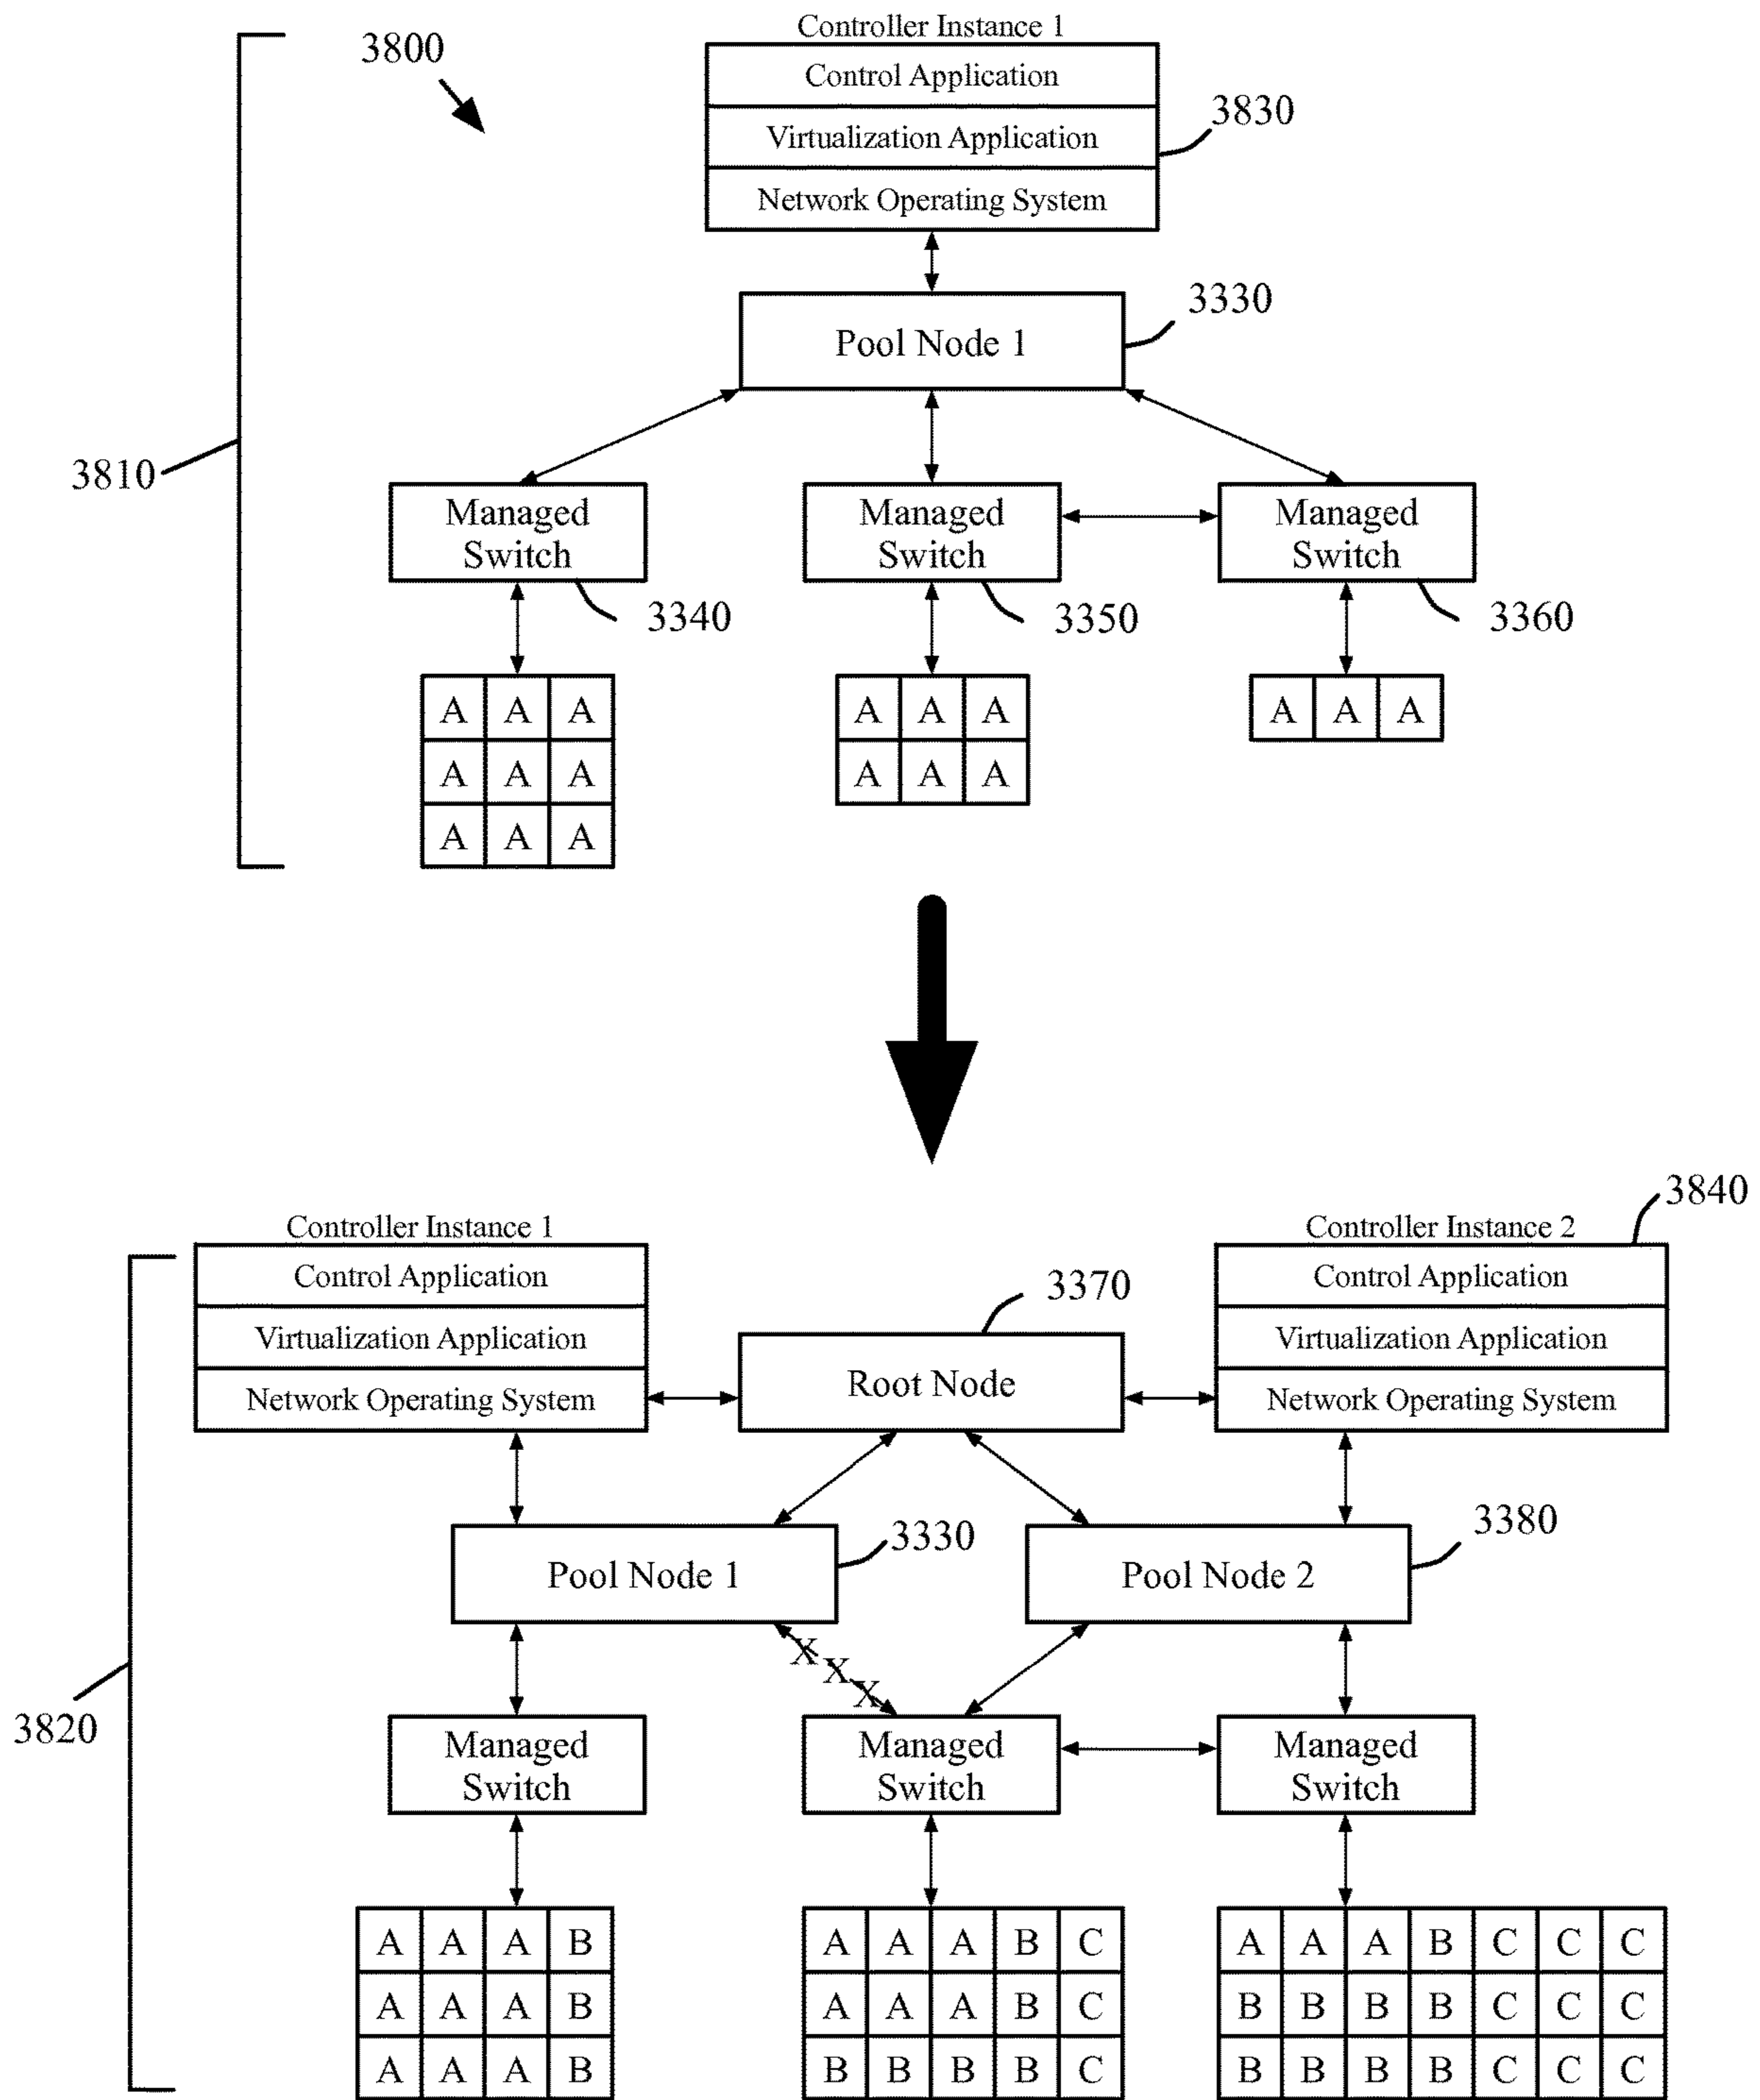 Controller Instance 1
3800
Control Application
3830
Virtualization Application
Network Operating System
3330
Pool Node 1
3810
Managed
Switch
Managed
Switch
Managed
Switch
3340
3350
3360
A A A
A A A
A A A
A A A
A A A
A A A
3840
Controller Instance 1
Controller Instance 2
Control Application
3370
Control Application
Virtualization Application
Root Node
Virtualization Application
Network Operating System
Network Operating System
3330
3380
Pool Node 1
Pool Node 2
X
X
X
3820
Managed
Switch
Managed
Switch
Managed
Switch
A A A B
A A A B
A A A B
A A A B C
A A A B C
B B B B C
A A A B C C C
B B B B C C C
B B B B C C C